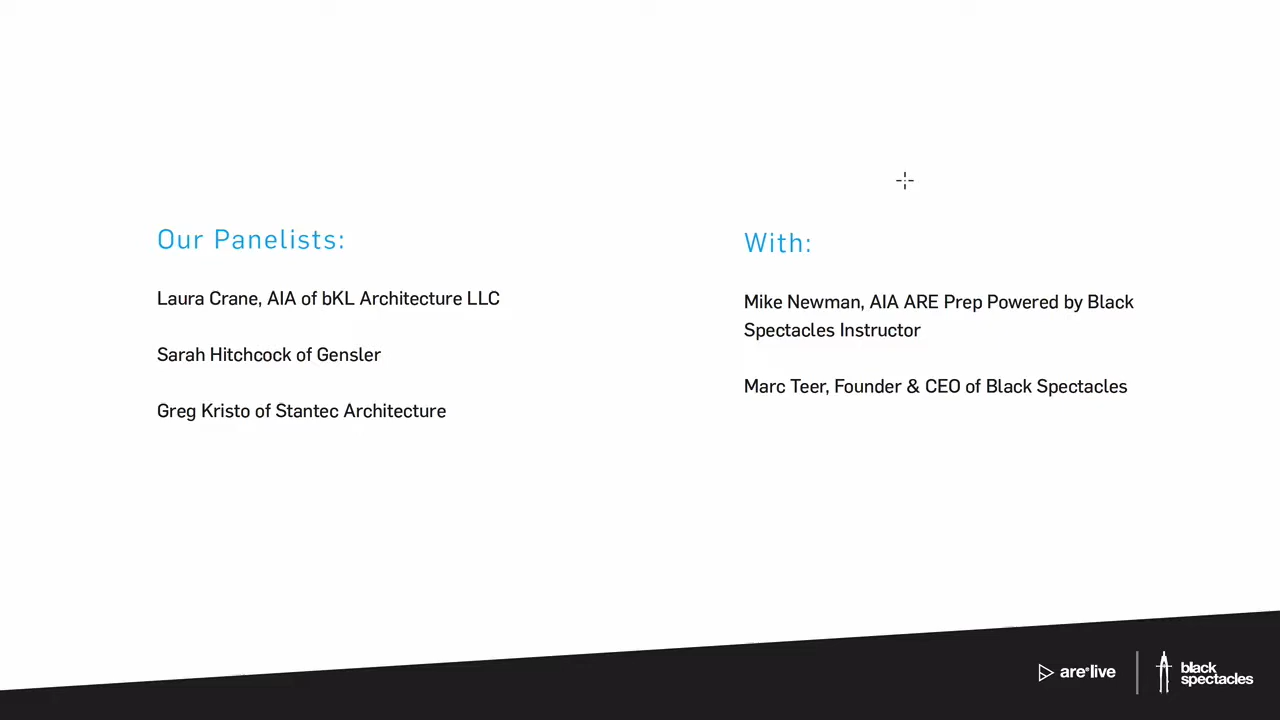 Our Panelists:
Laura Crane, AIA of bKL Architecture LLC
Sarah Hitchcock of Gensler
Greg Kristo of Stantec Architecture
With:
Mike Newman, AIA ARE Prep Powered by Black
Spectacles Instructor
Marc Teer, Founder & CEO of Black Spectacles
are®live
black
spectacles